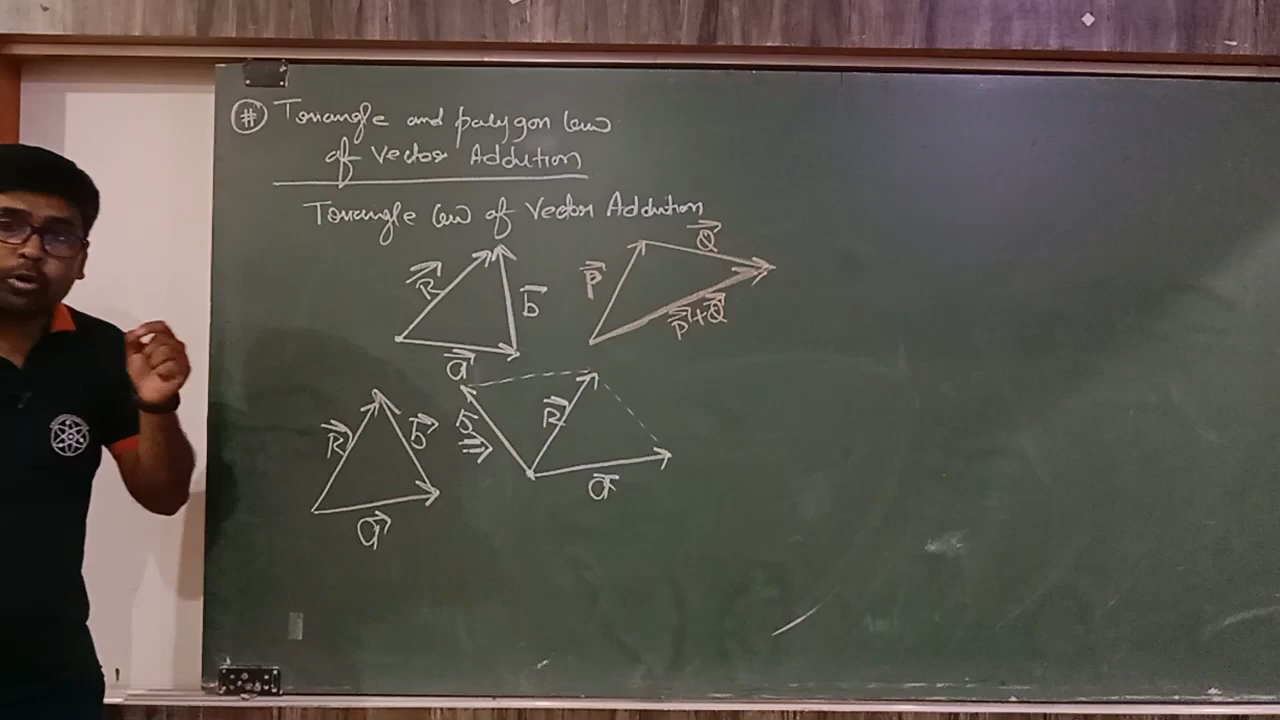 # Triangle and polygon law
of Vector Addition
Triangle law of Vector Addition
R⃗ b⃗ a⃗
P⃗ Q⃗ P⃗+Q⃗
R⃗ b⃗ a⃗
b⃗ R⃗ a⃗